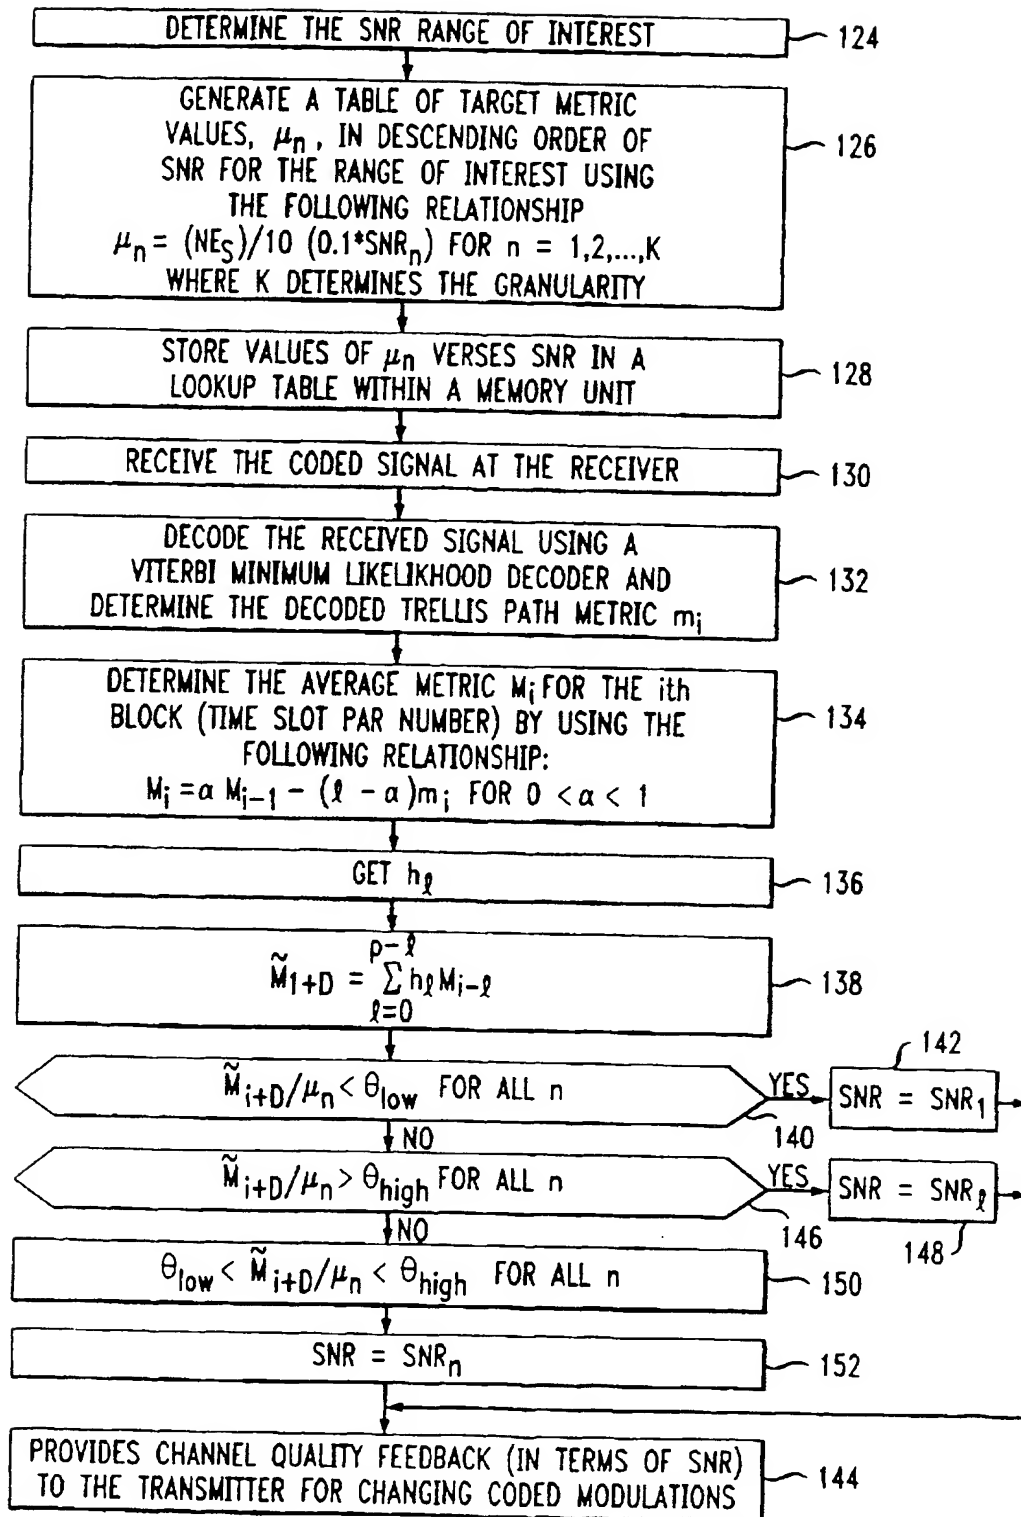 DETERMINE THE SNR RANGE OF INTEREST
124
GENERATE A TABLE OF TARGET METRIC
VALUES, μn, IN DESCENDING ORDER OF
SNR FOR THE RANGE OF INTEREST USING
THE FOLLOWING RELATIONSHIP
μn = (NES)/10 (0.1*SNRn) FOR n = 1,2,...,K
WHERE K DETERMINES THE GRANULARITY
126
STORE VALUES OF μn VERSES SNR IN A
LOOKUP TABLE WITHIN A MEMORY UNIT
128
RECEIVE THE CODED SIGNAL AT THE RECEIVER
130
DECODE THE RECEIVED SIGNAL USING A
VITERBI MINIMUM LIKELIKHOOD DECODER AND
DETERMINE THE DECODED TRELLIS PATH METRIC mi
132
DETERMINE THE AVERAGE METRIC Mi FOR THE ith
BLOCK (TIME SLOT PAR NUMBER) BY USING THE
FOLLOWING RELATIONSHIP:
Mi = α Mi-1 - (ℓ - α)mi FOR 0 < α < 1
134
GET hℓ
136
p-ℓ
M̃1+D = Σ hℓ Mi-ℓ
ℓ=0
138
M̃i+D/μn < θlow FOR ALL n
YES
140
142
SNR = SNR1
NO
M̃i+D/μn > θhigh FOR ALL n
YES
146
SNR = SNRℓ
148
NO
θlow < M̃i+D/μn < θhigh FOR ALL n
150
SNR = SNRn
152
PROVIDES CHANNEL QUALITY FEEDBACK (IN TERMS OF SNR)
TO THE TRANSMITTER FOR CHANGING CODED MODULATIONS
144